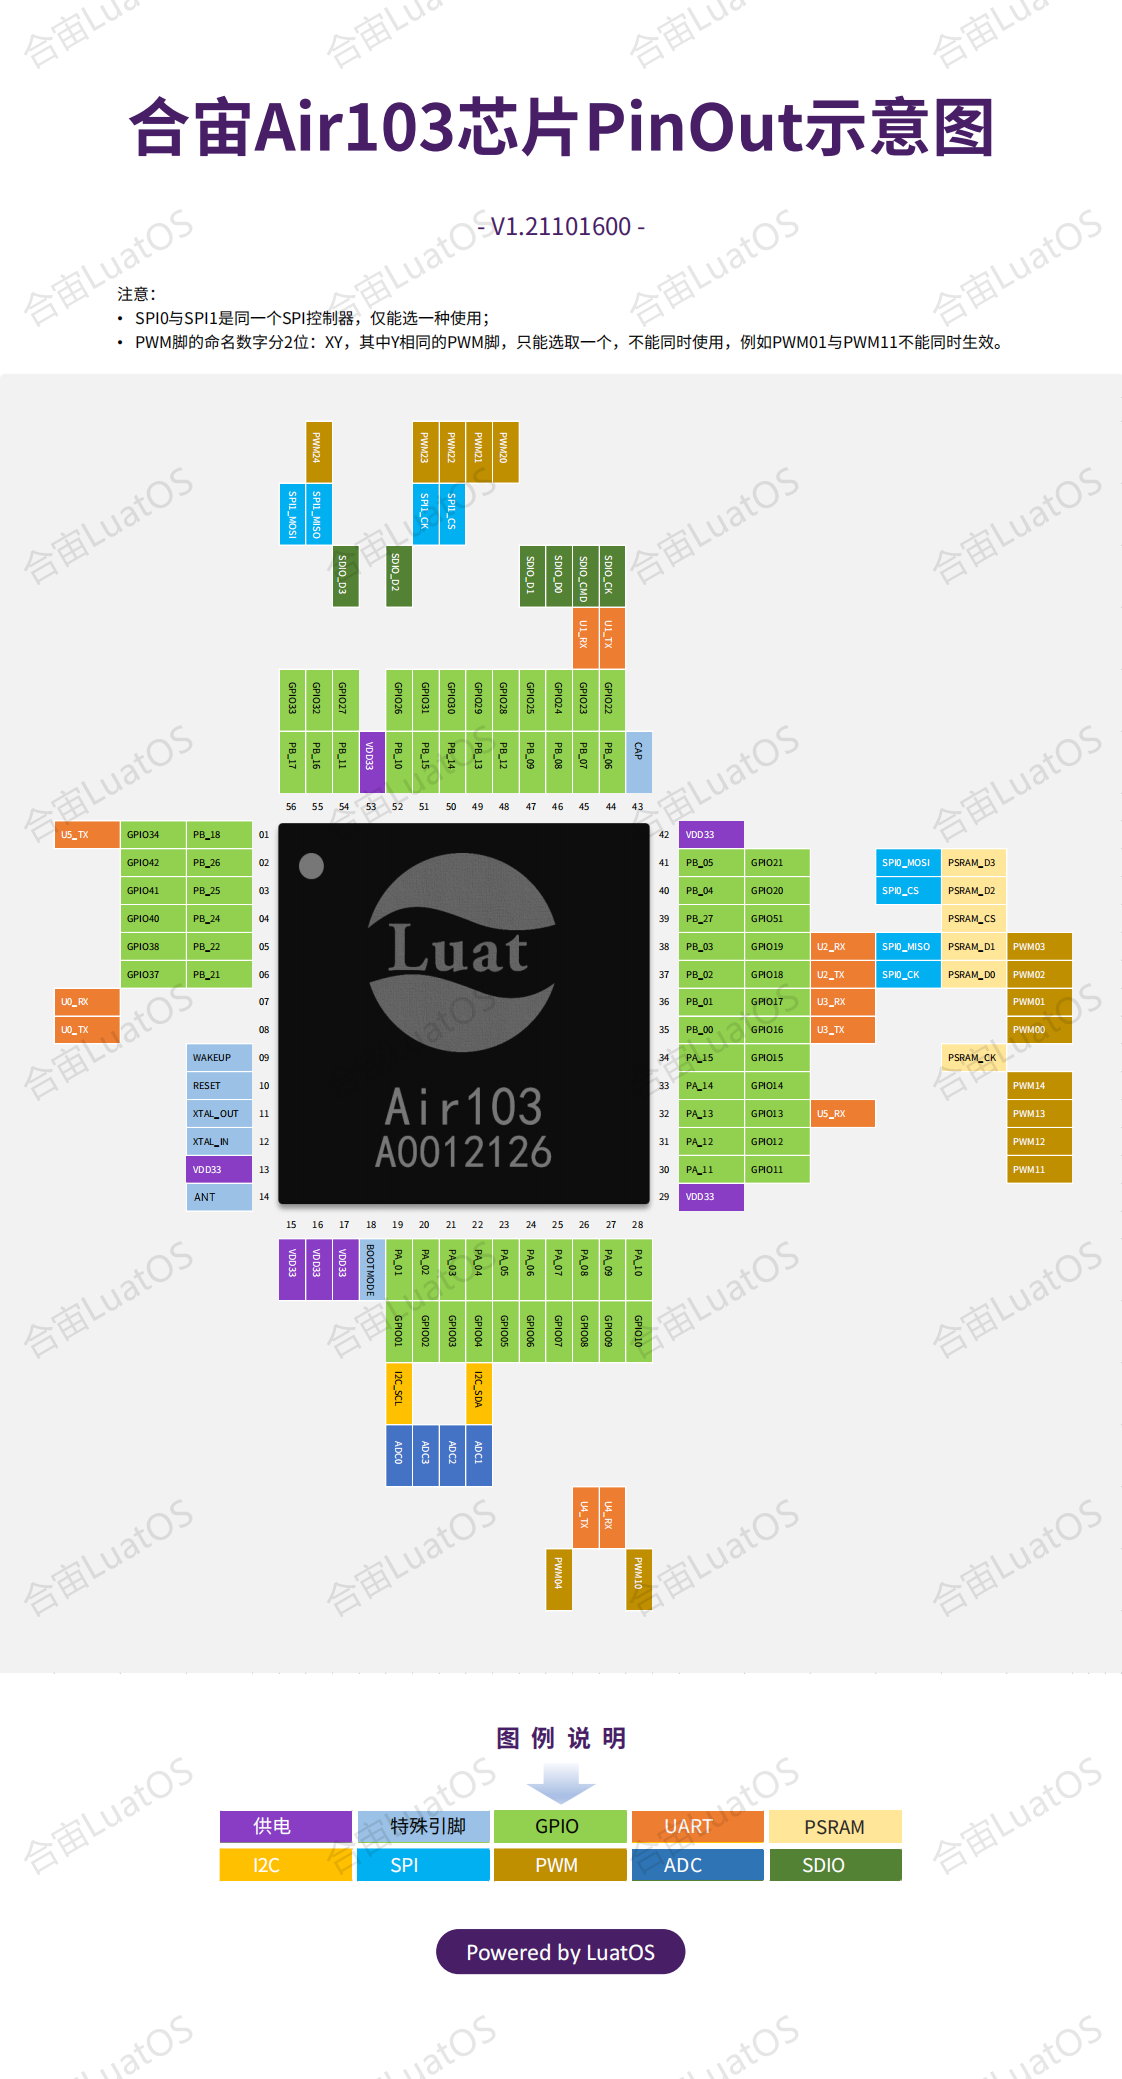 合宙Air103芯片PinOut示意图
- V1.21101600 -
注意：
• SPI0与SPI1是同一个SPI控制器，仅能选一种使用；
• PWM脚的命名数字分2位：XY，其中Y相同的PWM脚，只能选取一个，不能同时使用，例如PWM01与PWM11不能同时生效。
PWM24 PWM23 PWM22 PWM21 PWM20
SPI1_MOSI SPI1_MISO SPI1_CK SPI1_CS
SDIO_D3 SDIO_D2 SDIO_D1 SDIO_D0 SDIO_CMD SDIO_CK
U1_RX U1_TX
GPIO33 GPIO32 GPIO27 GPIO26 GPIO31 GPIO30 GPIO29 GPIO28 GPIO25 GPIO24 GPIO23 GPIO22
PB_17 PB_16 PB_11 VDD33 PB_10 PB_15 PB_14 PB_13 PB_12 PB_09 PB_08 PB_07 PB_06 CAP
56 55 54 53 52 51 50 49 48 47 46 45 44 43
U5_TX GPIO34 PB_18 01 42 VDD33
GPIO42 PB_26 02 41 PB_05 GPIO21 SPI0_MOSI PSRAM_D3
GPIO41 PB_25 03 40 PB_04 GPIO20 SPI0_CS PSRAM_D2
GPIO40 PB_24 04 39 PB_27 GPIO51 PSRAM_CS
GPIO38 PB_22 05 38 PB_03 GPIO19 U2_RX SPI0_MISO PSRAM_D1 PWM03
GPIO37 PB_21 06 37 PB_02 GPIO18 U2_TX SPI0_CK PSRAM_D0 PWM02
U0_RX 07 36 PB_01 GPIO17 U3_RX PWM01
U0_TX 08 35 PB_00 GPIO16 U3_TX PWM00
WAKEUP 09 34 PA_15 GPIO15 PSRAM_CK
RESET 10 33 PA_14 GPIO14 PWM14
XTAL_OUT 11 32 PA_13 GPIO13 U5_RX PWM13
XTAL_IN 12 31 PA_12 GPIO12 PWM12
VDD33 13 30 PA_11 GPIO11 PWM11
ANT 14 29 VDD33
Luat
Air103
A0012126
15 16 17 18 19 20 21 22 23 24 25 26 27 28
VDD33 VDD33 VDD33 BOOTMODE PA_01 PA_02 PA_03 PA_04 PA_05 PA_06 PA_07 PA_08 PA_09 PA_10
GPIO01 GPIO02 GPIO03 GPIO04 GPIO05 GPIO06 GPIO07 GPIO08 GPIO09 GPIO10
I2C_SCL I2C_SDA
ADC0 ADC3 ADC2 ADC1
U4_TX U4_RX
PWM04 PWM10
图例说明
供电 特殊引脚 GPIO UART PSRAM
I2C SPI PWM ADC SDIO
Powered by LuatOS
合宙LuatOS